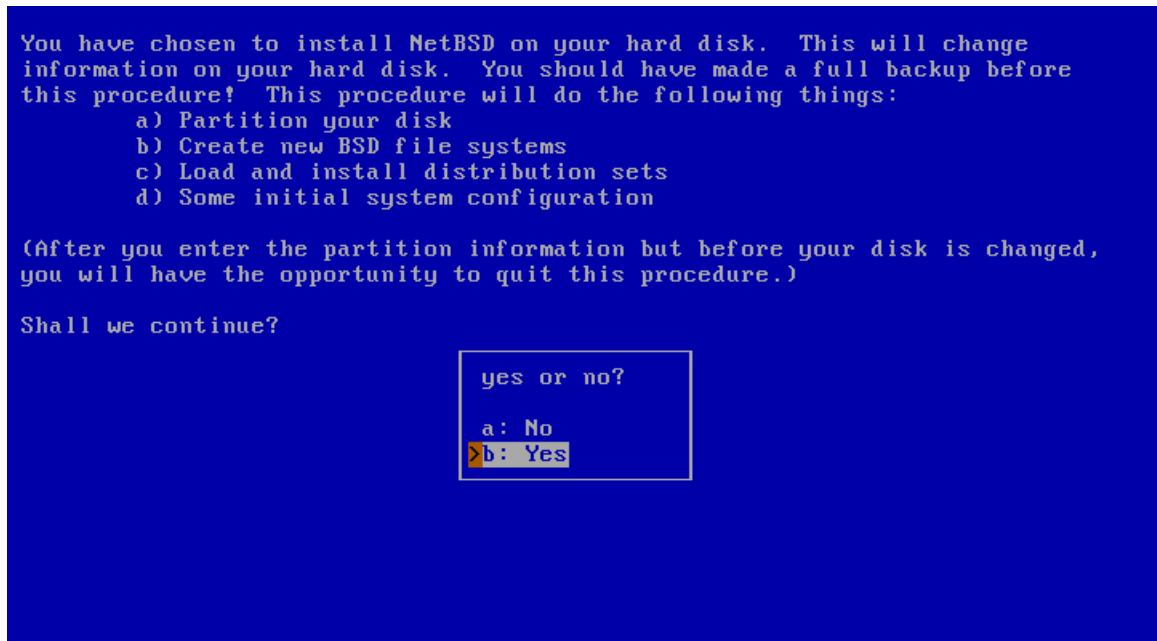 You have chosen to install NetBSD on your hard disk.  This will change
information on your hard disk.  You should have made a full backup before
this procedure!  This procedure will do the following things:
a) Partition your disk
b) Create new BSD file systems
c) Load and install distribution sets
d) Some initial system configuration
(After you enter the partition information but before your disk is changed,
you will have the opportunity to quit this procedure.)
Shall we continue?
yes or no?
a: No
>b: Yes